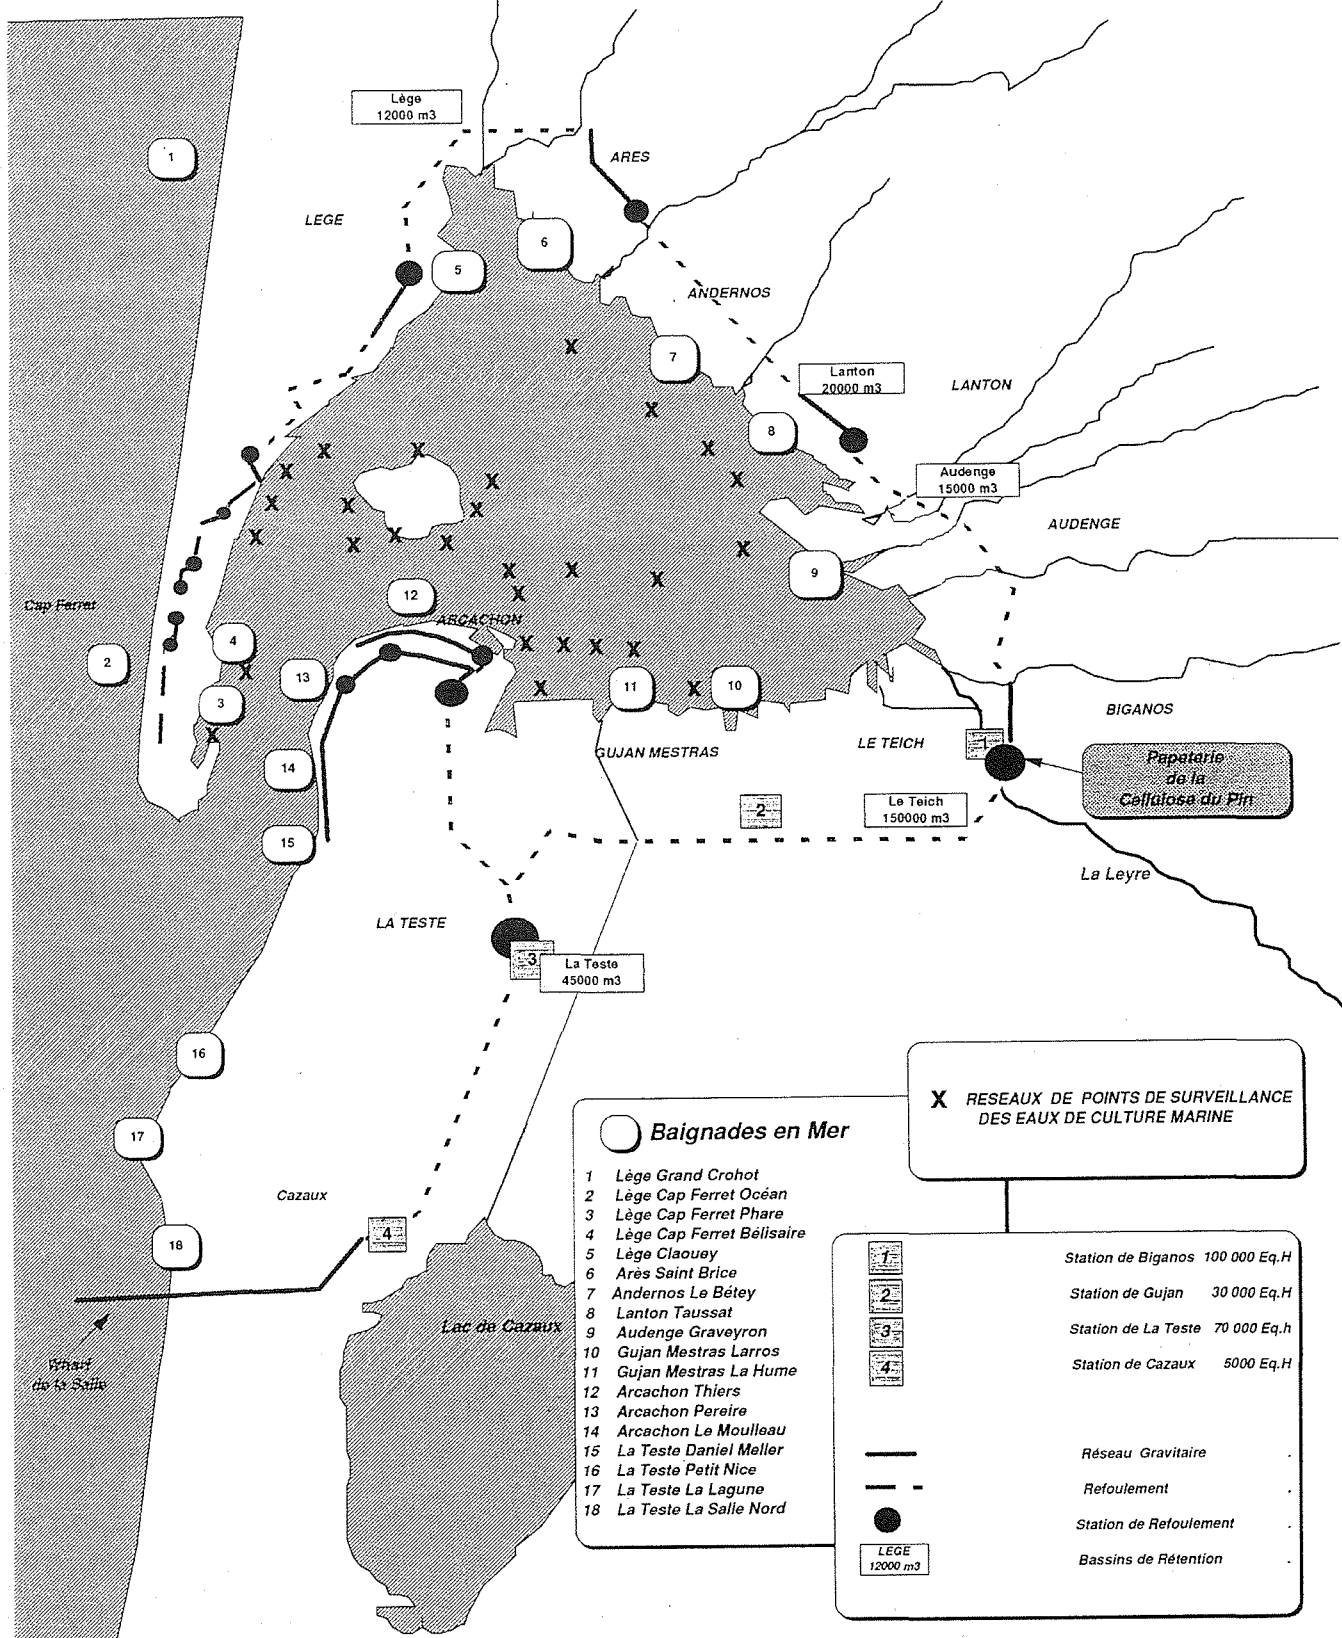 Lège
12000 m3
1
ARES
LEGE
6
5
ANDERNOS
X
7
Lanton
20000 m3
LANTON
X
8
X
X
X
X
X
X
Audenge
15000 m3
X
X
X
X
AUDENGE
X
X
X
X
X
X
X
X
9
Cap Ferret
12
X
ARCACHON
4
X
X
X
X
2
X
13
11
X
10
X
3
X
BIGANOS
GUJAN MESTRAS
LE TEICH
1
14
Papeterie
de la
Cellulose du Pin
2
Le Teich
150000 m3
15
La Leyre
LA TESTE
3
La Teste
45000 m3
16
17
Cazaux
4
18
Lac de Cazaux
Wharf
de la Salie
X RESEAUX DE POINTS DE SURVEILLANCE
DES EAUX DE CULTURE MARINE
Baignades en Mer
1 Lège Grand Crohot
2 Lège Cap Ferret Océan
3 Lège Cap Ferret Phare
4 Lège Cap Ferret Bélisaire
5 Lège Claouey
6 Arès Saint Brice
7 Andernos Le Bétey
8 Lanton Taussat
9 Audenge Graveyron
10 Gujan Mestras Larros
11 Gujan Mestras La Hume
12 Arcachon Thiers
13 Arcachon Pereire
14 Arcachon Le Moulleau
15 La Teste Daniel Meller
16 La Teste Petit Nice
17 La Teste La Lagune
18 La Teste La Salie Nord
1 Station de Biganos 100 000 Eq.H
2 Station de Gujan 30 000 Eq.H
3 Station de La Teste 70 000 Eq.h
4 Station de Cazaux 5000 Eq.H
Réseau Gravitaire .
Refoulement .
Station de Refoulement .
LEGE
12000 m3
Bassins de Rétention .